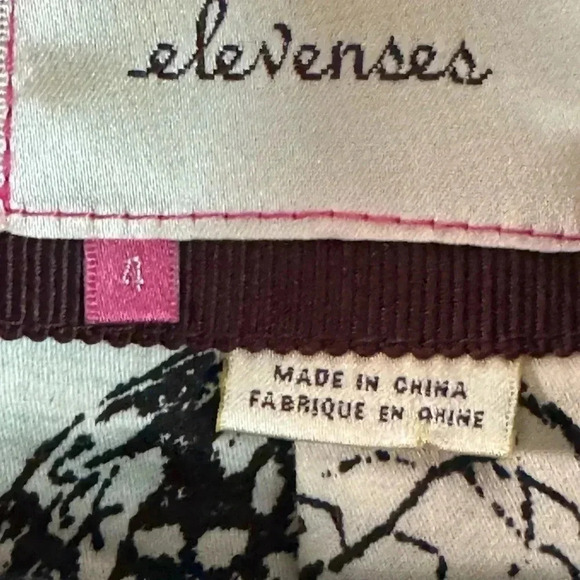 elevenses
4
MADE IN CHINA
FABRIQUE EN CHINE